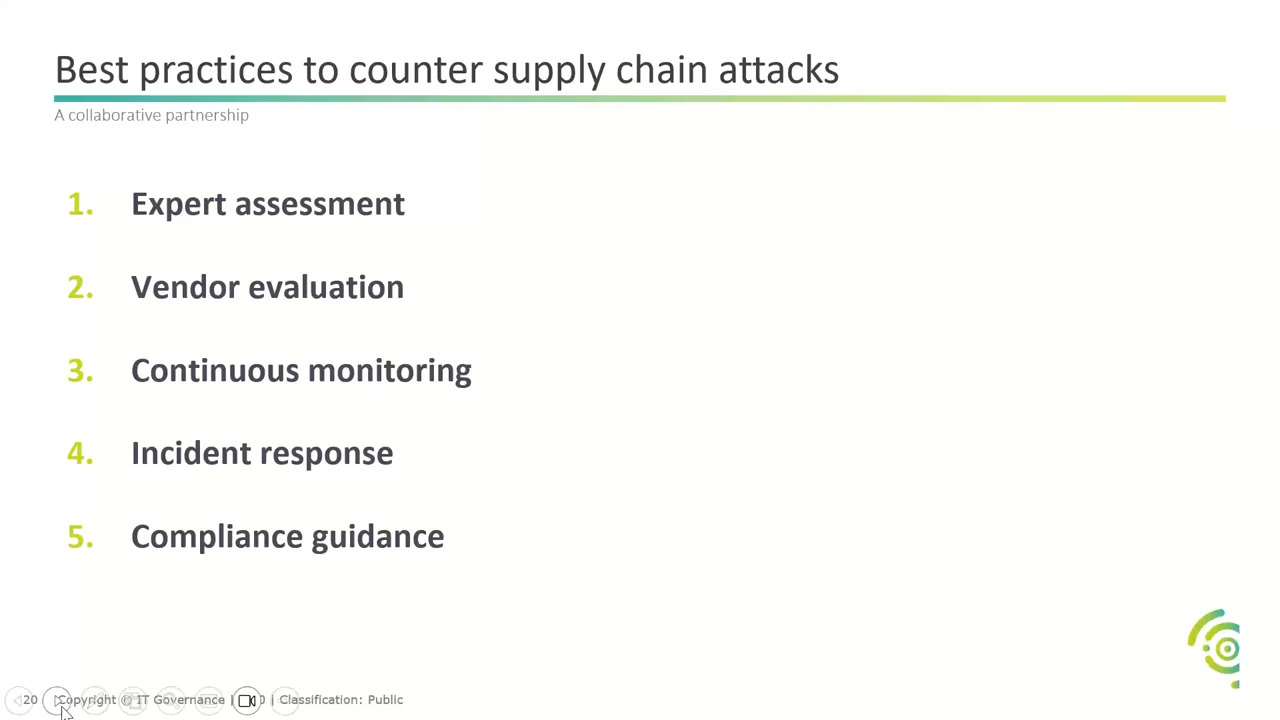 Best practices to counter supply chain attacks
A collaborative partnership
1. Expert assessment
2. Vendor evaluation
3. Continuous monitoring
4. Incident response
5. Compliance guidance
20 Copyright © IT Governance | 0 | Classification: Public